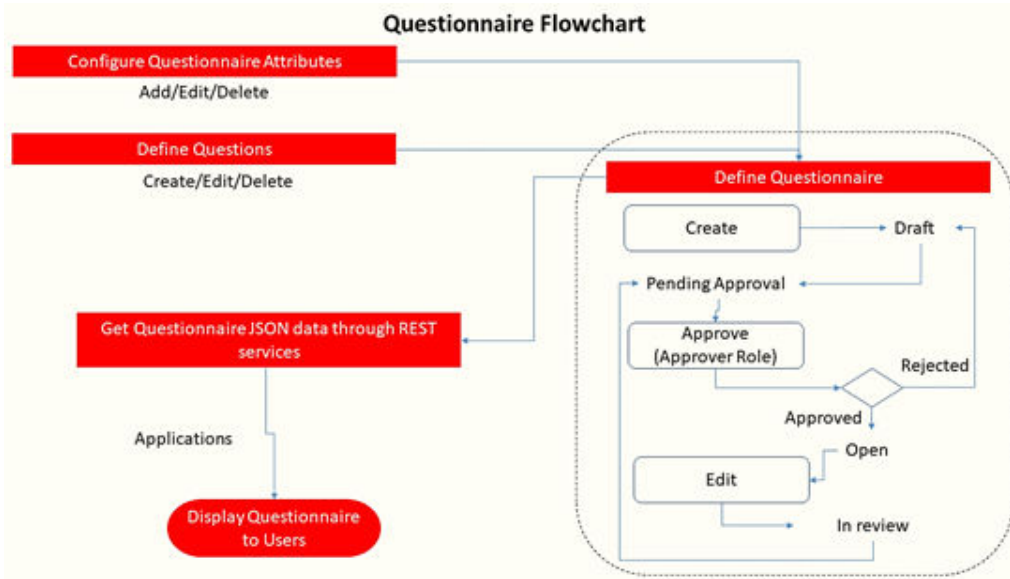 Questionnaire Flowchart
Configure Questionnaire Attributes
Add/Edit/Delete
Define Questions
Create/Edit/Delete
Define Questionnaire
Create
Draft
Pending Approval
Get Questionnaire JSON data through REST
services
Approve
(Approver Role)
Rejected
Approved
Applications
Open
Edit
Display Questionnaire
to Users
In review